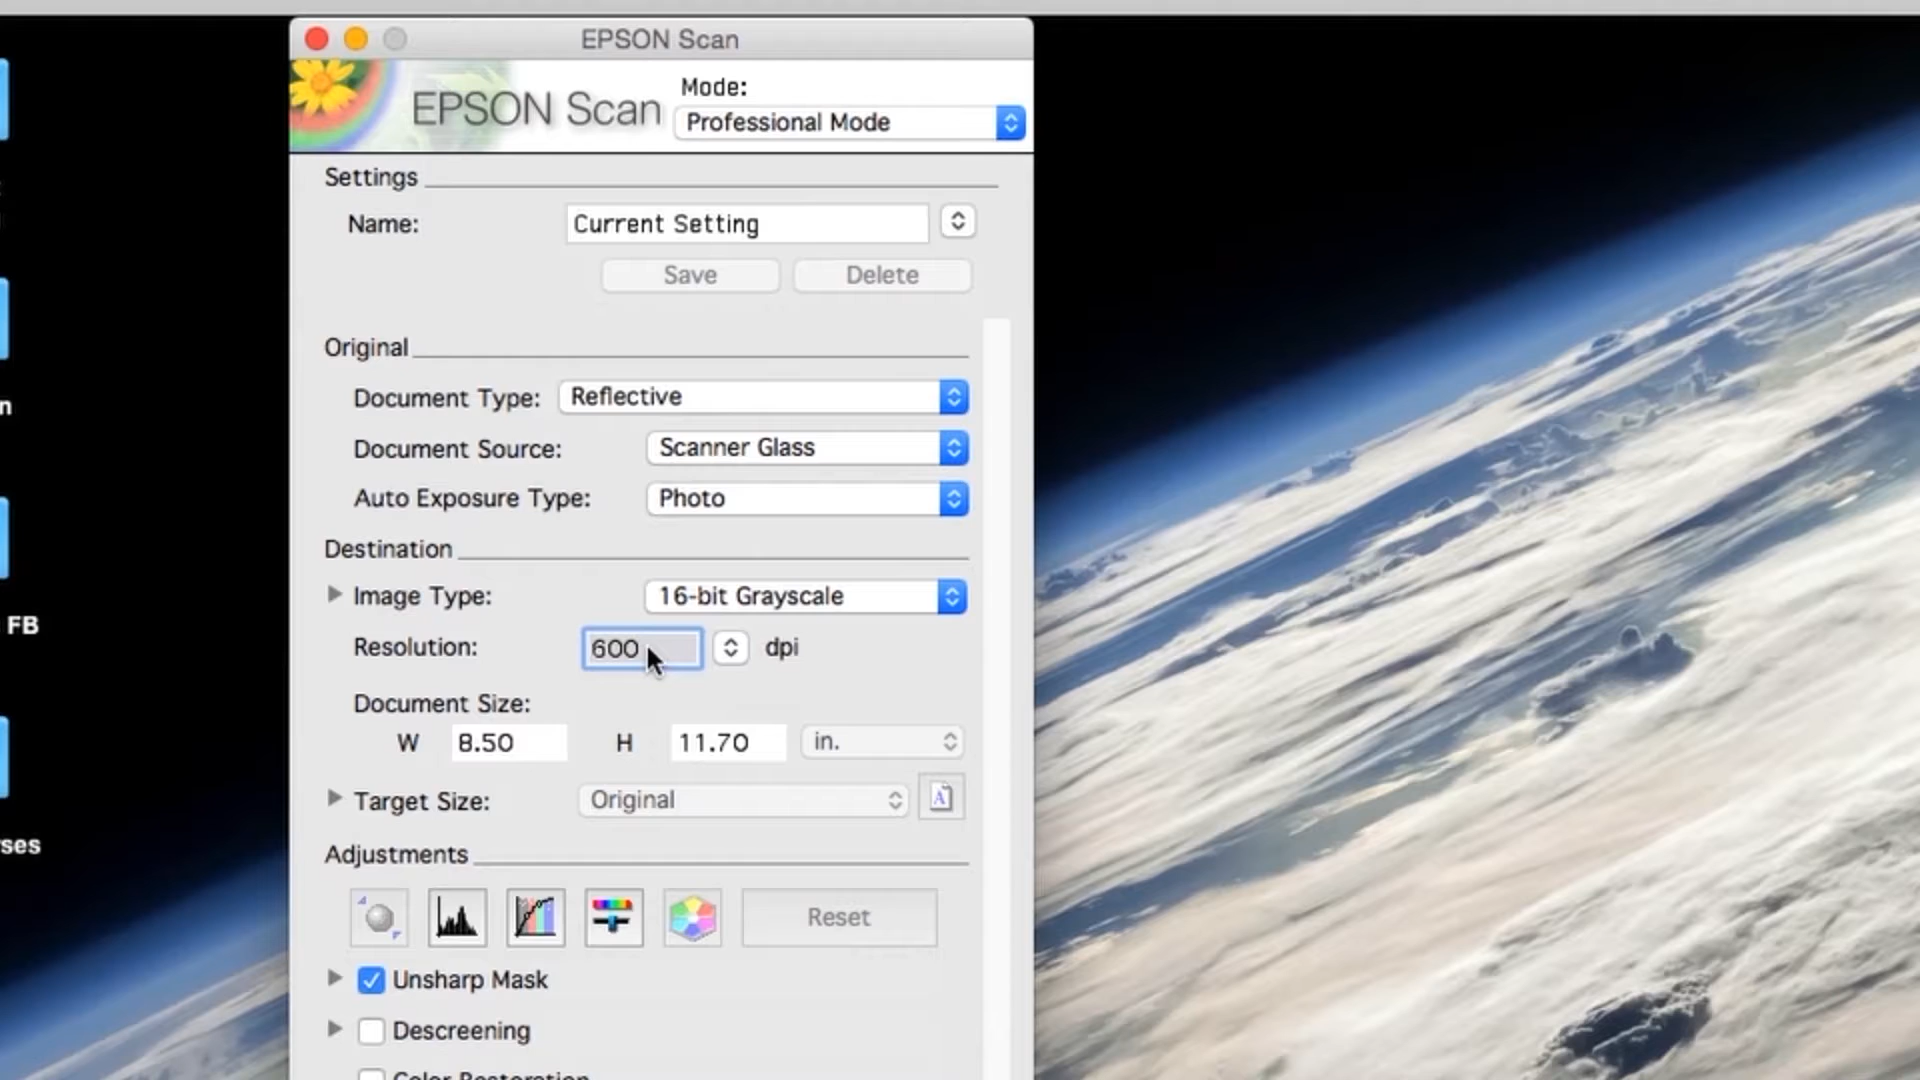 EPSON Scan
EPSON Scan
Mode:
Professional Mode
Settings
Name:
Current Setting
Save
Delete
Original
Document Type:
Reflective
Document Source:
Scanner Glass
Auto Exposure Type:
Photo
Destination
Image Type:
16-bit Grayscale
Resolution:
600
dpi
Document Size:
W
8.50
H
11.70
in.
Target Size:
Original
A
Adjustments
Reset
Unsharp Mask
Descreening
Color Restoration
n
FB
ses